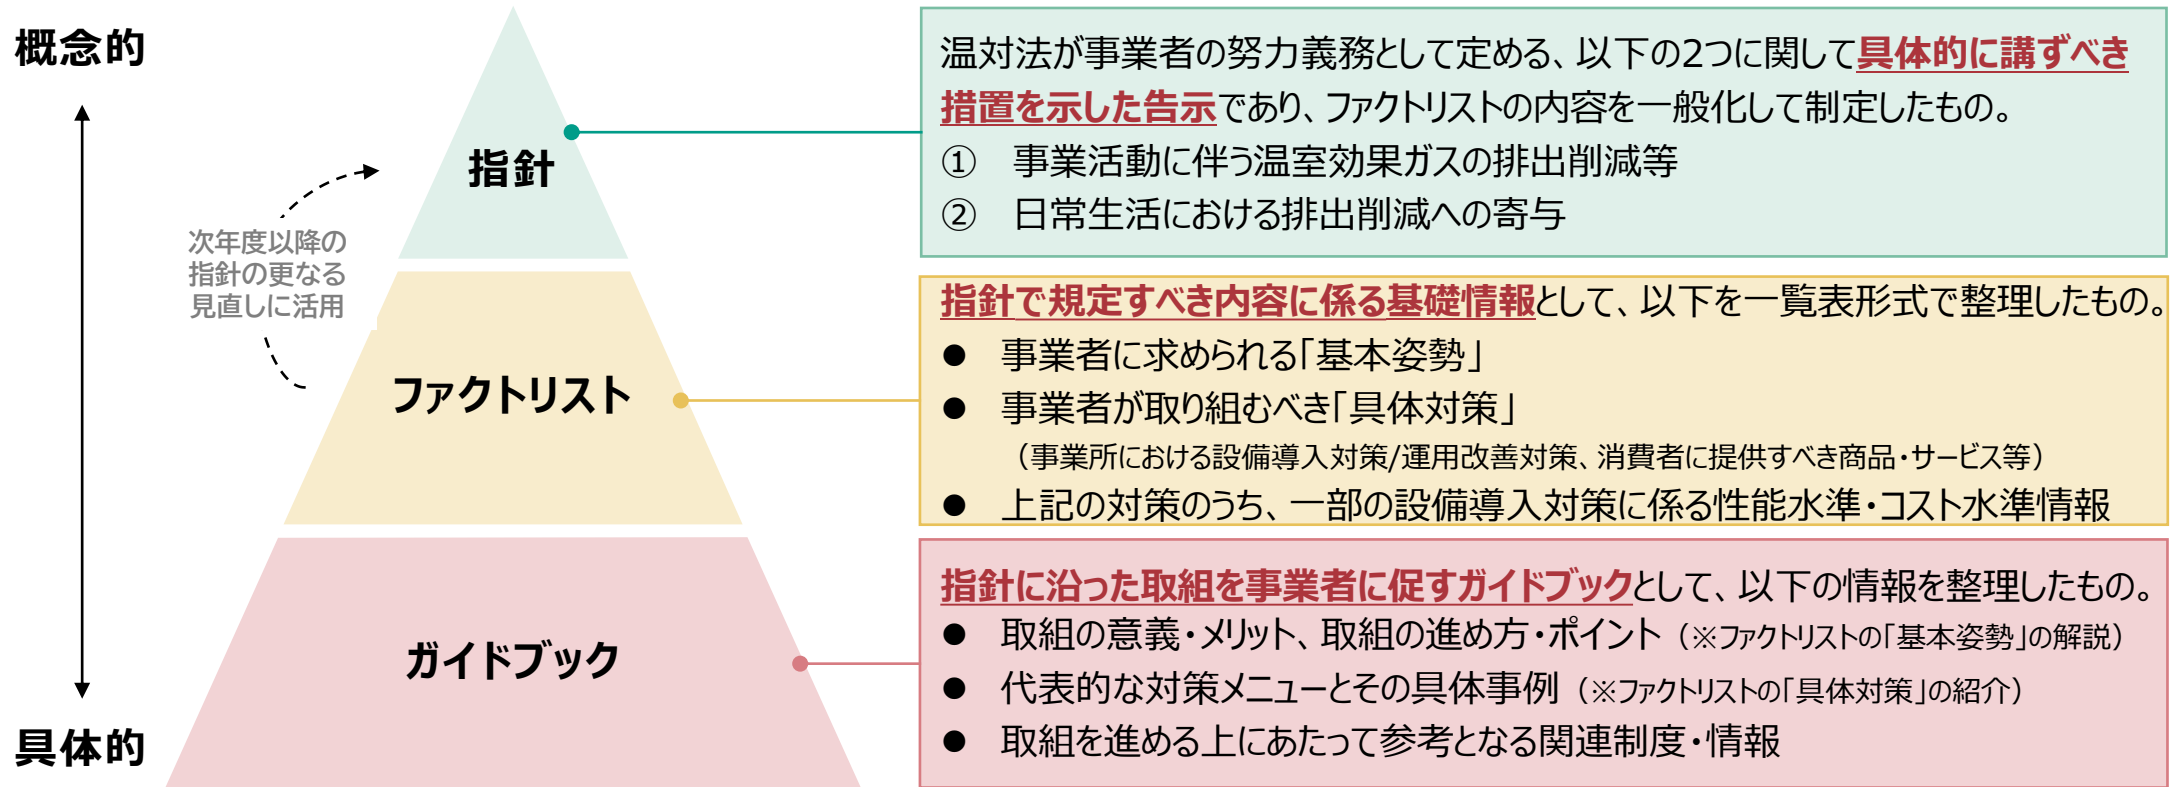 概念的
具体的
次年度以降の
指針の更なる
見直しに活用
指針
ファクトリスト
ガイドブック
温対法が事業者の努力義務として定める、以下の2つに関して具体的に講ずべき
措置を示した告示であり、ファクトリストの内容を一般化して制定したもの。
① 事業活動に伴う温室効果ガスの排出削減等
② 日常生活における排出削減への寄与
指針で規定すべき内容に係る基礎情報として、以下を一覧表形式で整理したもの。
● 事業者に求められる「基本姿勢」
● 事業者が取り組むべき「具体対策」
（事業所における設備導入対策/運用改善対策、消費者に提供すべき商品・サービス等）
● 上記の対策のうち、一部の設備導入対策に係る性能水準・コスト水準情報
指針に沿った取組を事業者に促すガイドブックとして、以下の情報を整理したもの。
● 取組の意義・メリット、取組の進め方・ポイント（※ファクトリストの「基本姿勢」の解説）
● 代表的な対策メニューとその具体事例（※ファクトリストの「具体対策」の紹介）
● 取組を進める上にあたって参考となる関連制度・情報